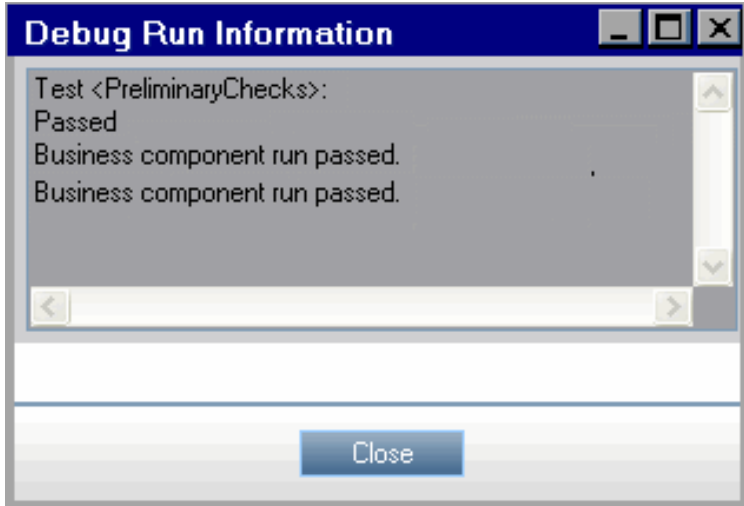 Debug Run Information
Test <PreliminaryChecks>:
Passed
Business component run passed.
Business component run passed.
Close